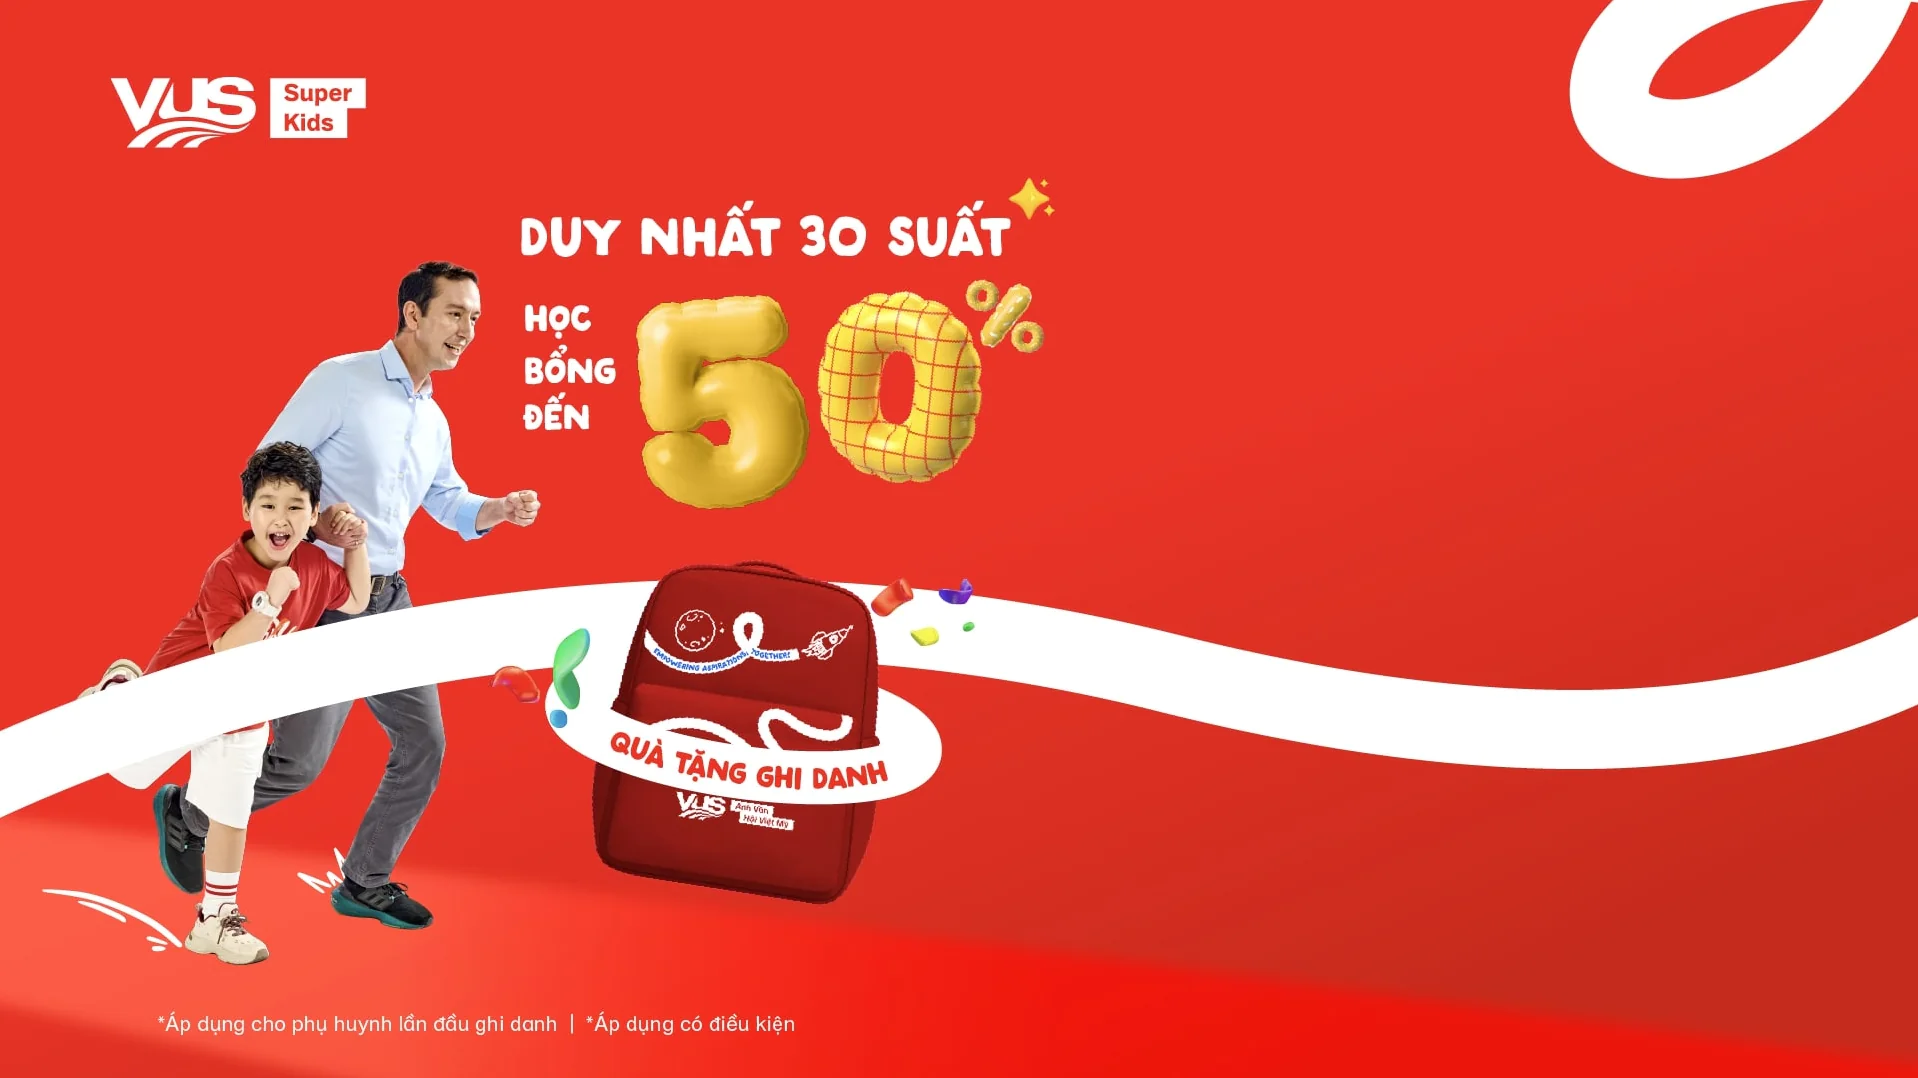 VUS
Super
Kids
DUY NHẤT 30 SUẤT
HỌC
BỔNG
ĐẾN
50%
EMPOWERING ASPIRATIONS, TOGETHER!
QUÀ TẶNG GHI DANH
VUS
Anh Văn
Hội Việt Mỹ
*Áp dụng cho phụ huynh lần đầu ghi danh | *Áp dụng có điều kiện